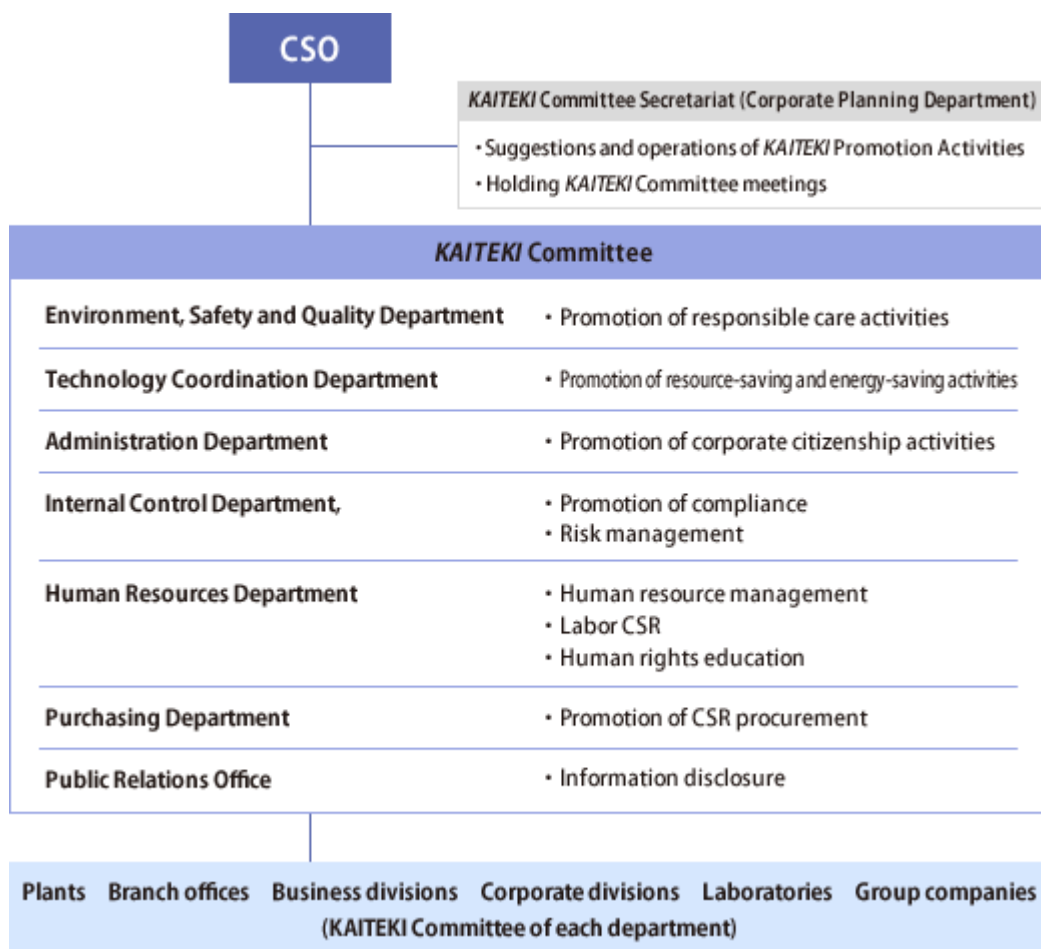 CSO
KAITEKI Committee Secretariat (Corporate Planning Department)
・Suggestions and operations of KAITEKI Promotion Activities
・Holding KAITEKI Committee meetings
KAITEKI Committee
Environment, Safety and Quality Department ・Promotion of responsible care activities
Technology Coordination Department ・Promotion of resource-saving and energy-saving activities
Administration Department ・Promotion of corporate citizenship activities
Internal Control Department, ・Promotion of compliance
・Risk management
Human Resources Department ・Human resource management
・Labor CSR
・Human rights education
Purchasing Department ・Promotion of CSR procurement
Public Relations Office ・Information disclosure
Plants Branch offices Business divisions Corporate divisions Laboratories Group companies
(KAITEKI Committee of each department)